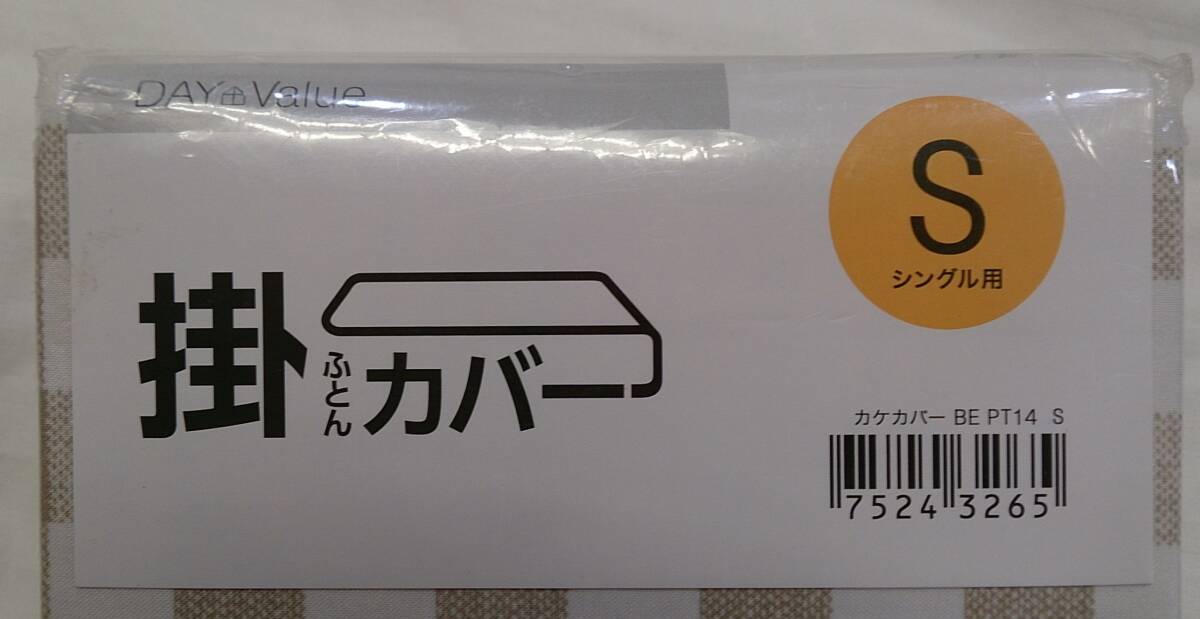 DAY Value
S
シングル用
掛ふとんカバー
カケカバー BE PT14 S
7524 3265